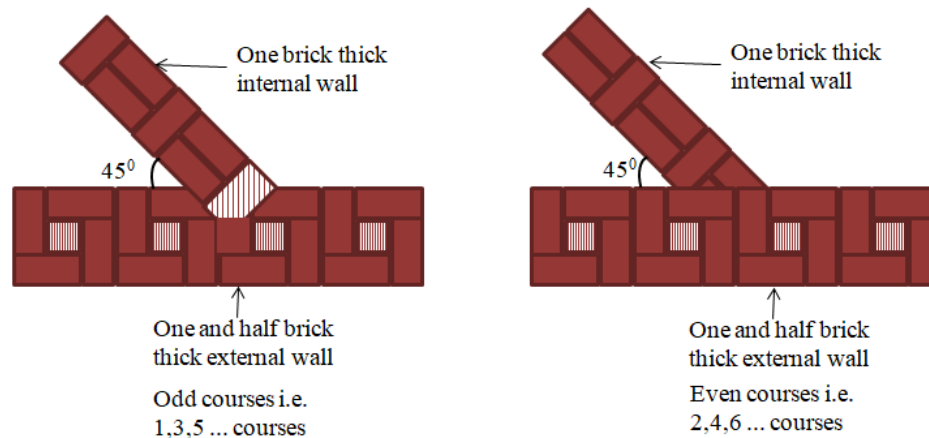 One brick thick
internal wall
45⁰
One and half brick
thick external wall
Odd courses i.e.
1,3,5 ... courses
One brick thick
internal wall
45⁰
One and half brick
thick external wall
Even courses i.e.
2,4,6 ... courses